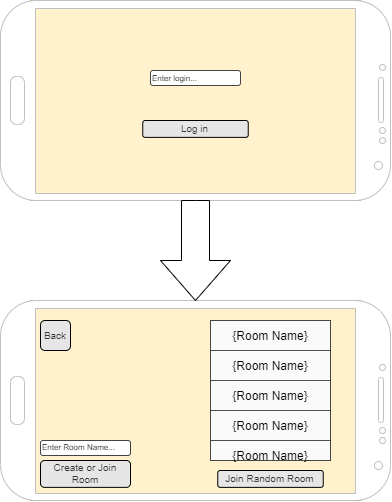 Enter login...
Log in
Back
{Room Name}
{Room Name}
{Room Name}
{Room Name}
{Room Name}
Enter Room Name...
Create or Join
Room
Join Random Room